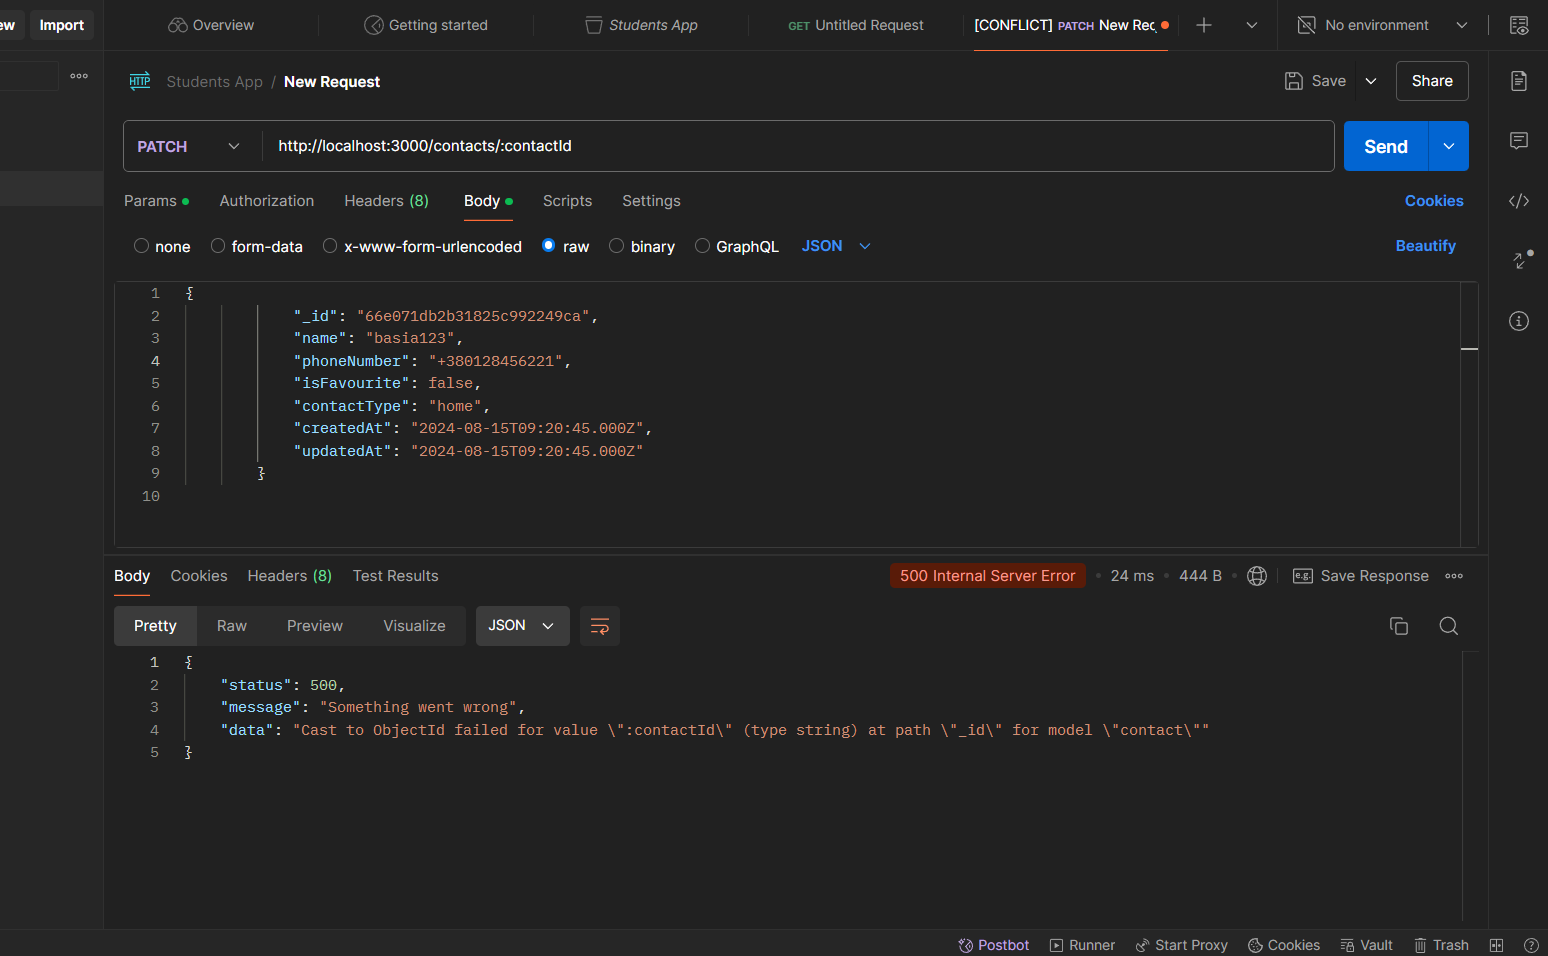 ew Import Overview Getting started Students App GET Untitled Request [CONFLICT] PATCH New Rec No environment
HTTP Students App / New Request Save Share
PATCH http://localhost:3000/contacts/:contactId Send
Params Authorization Headers (8) Body Scripts Settings Cookies
none form-data x-www-form-urlencoded raw binary GraphQL JSON Beautify
1 {
2 "_id": "66e071db2b31825c992249ca",
3 "name": "basia123",
4 "phoneNumber": "+380128456221",
5 "isFavourite": false,
6 "contactType": "home",
7 "createdAt": "2024-08-15T09:20:45.000Z",
8 "updatedAt": "2024-08-15T09:20:45.000Z"
9 }
10
Body Cookies Headers (8) Test Results 500 Internal Server Error 24 ms 444 B e.g. Save Response
Pretty Raw Preview Visualize JSON
1 {
2 "status": 500,
3 "message": "Something went wrong",
4 "data": "Cast to ObjectId failed for value \":contactId\" (type string) at path \"_id\" for model \"contact\""
5 }
Postbot Runner Start Proxy Cookies Vault Trash